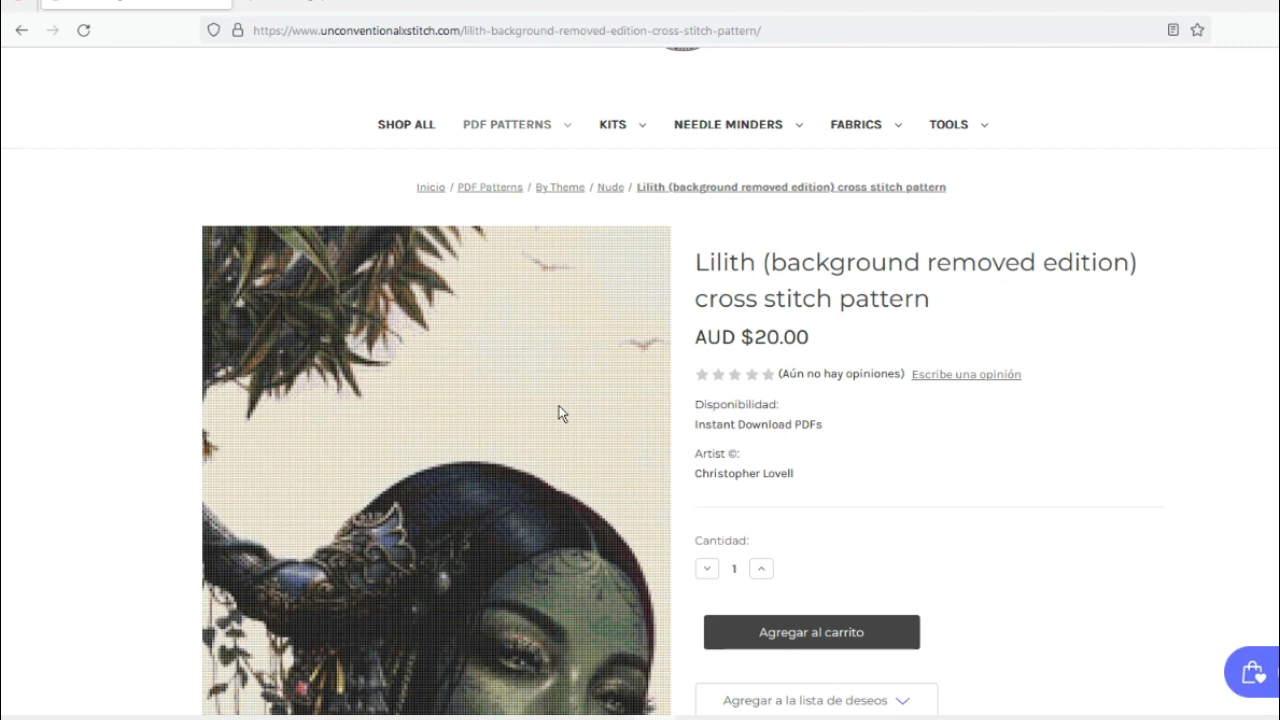 https://www.unconventionalxstitch.com/lilith-background-removed-edition-cross-stitch-pattern/
SHOP ALL PDF PATTERNS KITS NEEDLE MINDERS FABRICS TOOLS
Inicio / PDF Patterns / By Theme / Nude / Lilith (background removed edition) cross stitch pattern
Lilith (background removed edition)
cross stitch pattern
AUD $20.00
(Aún no hay opiniones) Escribe una opinión
Disponibilidad:
Instant Download PDFs
Artist ©:
Christopher Lovell
Cantidad:
1
Agregar al carrito
Agregar a la lista de deseos